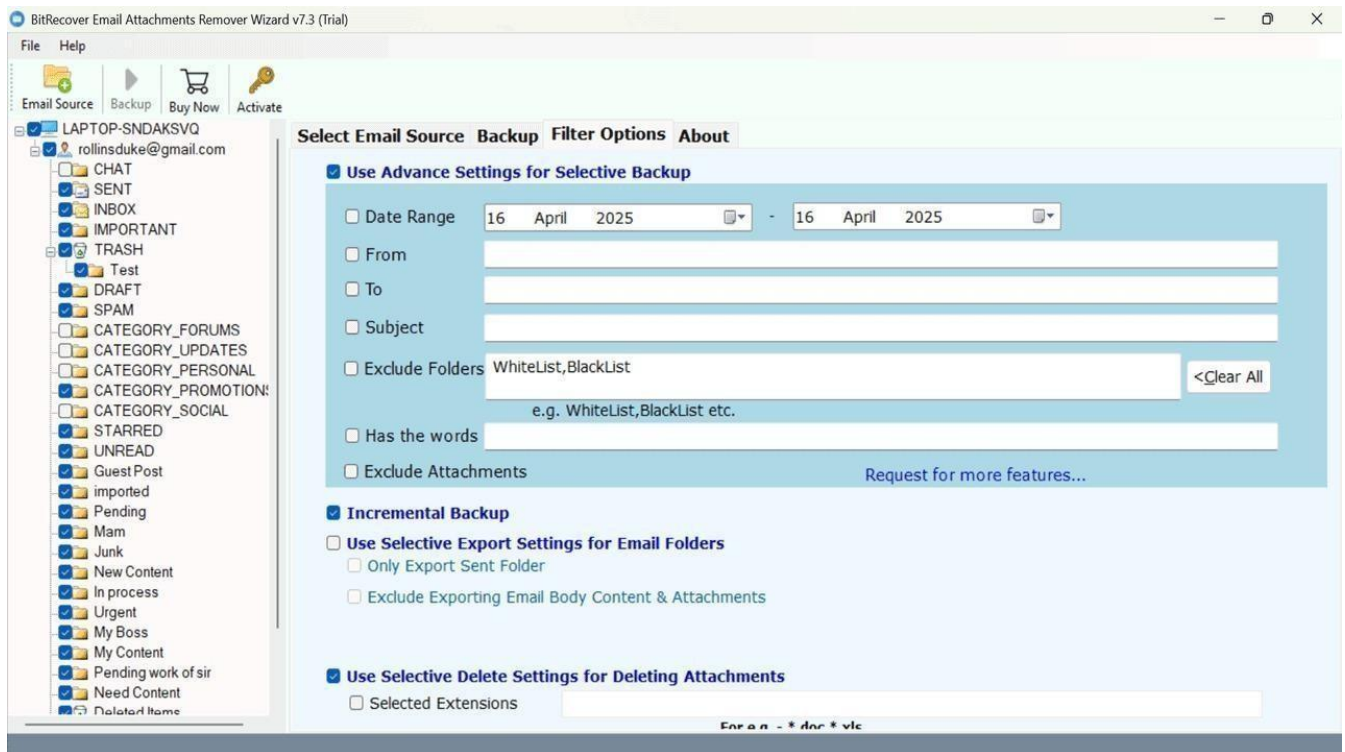 BitRecover Email Attachments Remover Wizard v7.3 (Trial)
File Help
Email Source Backup Buy Now Activate
LAPTOP-SNDAKSVQ
rollinsduke@gmail.com
CHAT
SENT
INBOX
IMPORTANT
TRASH
Test
DRAFT
SPAM
CATEGORY_FORUMS
CATEGORY_UPDATES
CATEGORY_PERSONAL
CATEGORY_PROMOTIONS
CATEGORY_SOCIAL
STARRED
UNREAD
Guest Post
imported
Pending
Mam
Junk
New Content
In process
Urgent
My Boss
My Content
Pending work of sir
Need Content
Deleted Items
Select Email Source Backup Filter Options About
Use Advance Settings for Selective Backup
Date Range 16 April 2025 - 16 April 2025
From
To
Subject
Exclude Folders WhiteList,BlackList
<Clear All
e.g. WhiteList,BlackList etc.
Has the words
Exclude Attachments
Request for more features...
Incremental Backup
Use Selective Export Settings for Email Folders
Only Export Sent Folder
Exclude Exporting Email Body Content & Attachments
Use Selective Delete Settings for Deleting Attachments
Selected Extensions
For e.g. - *.doc *.xls